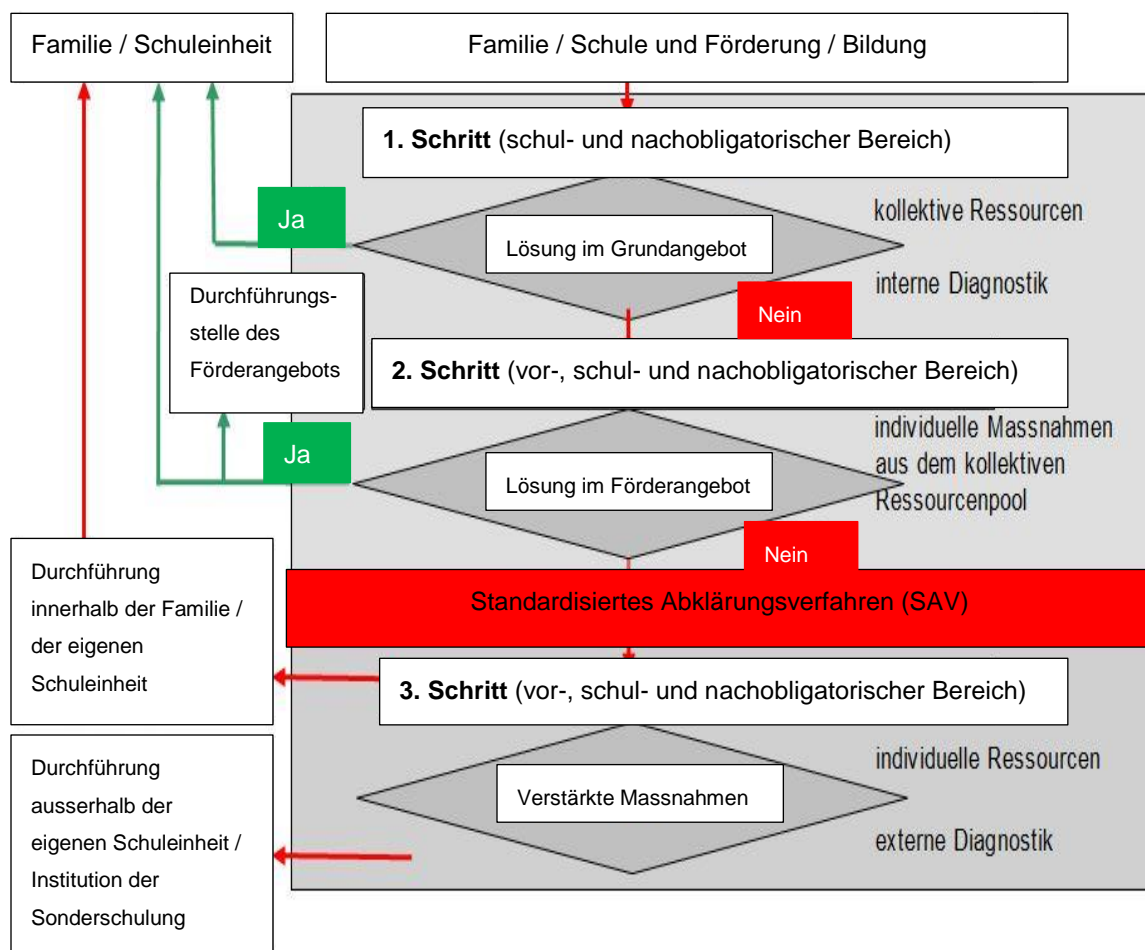 Familie / Schuleinheit
Familie / Schule und Förderung / Bildung
1. Schritt (schul- und nachobligatorischer Bereich)
kollektive Ressourcen
Ja
Lösung im Grundangebot
interne Diagnostik
Durchführungs-
stelle des
Förderangebots
Nein
2. Schritt (vor-, schul- und nachobligatorischer Bereich)
individuelle Massnahmen
aus dem kollektiven
Ressourcenpool
Ja
Lösung im Förderangebot
Nein
Standardisiertes Abklärungsverfahren (SAV)
Durchführung
innerhalb der Familie /
der eigenen
Schuleinheit
3. Schritt (vor-, schul- und nachobligatorischer Bereich)
individuelle Ressourcen
Verstärkte Massnahmen
externe Diagnostik
Durchführung
ausserhalb der
eigenen Schuleinheit /
Institution der
Sonderschulung